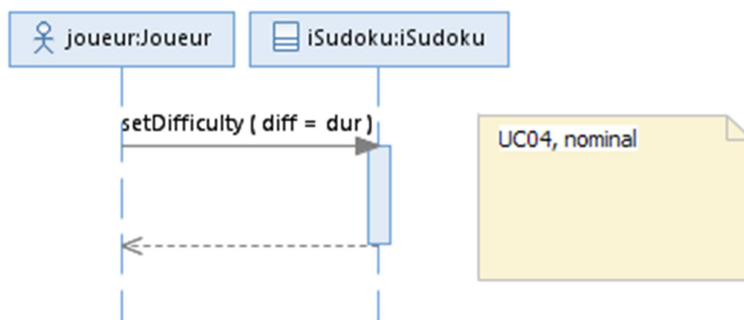 joueur:Joueur
iSudoku:iSudoku
setDifficulty ( diff = dur )
UC04, nominal